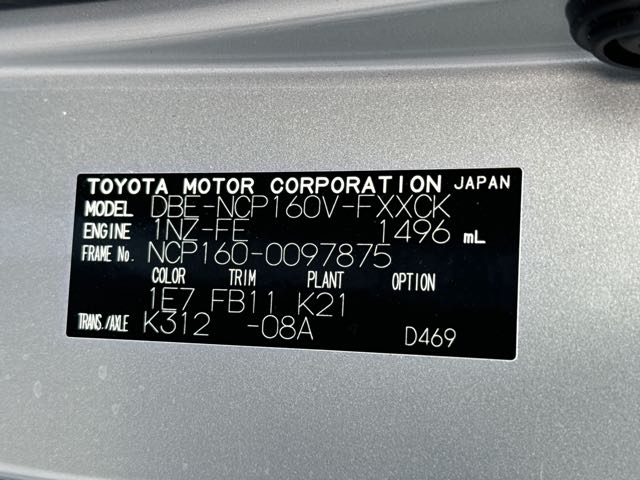 TOYOTA MOTOR CORPORATION JAPAN
MODEL DBE-NCP160V-FXXCK
ENGINE 1NZ-FE 1496 mL
FRAME No. NCP160-0097875
COLOR TRIM PLANT OPTION
1E7 FB11 K21
TRANS./AXLE K312 -08A D469